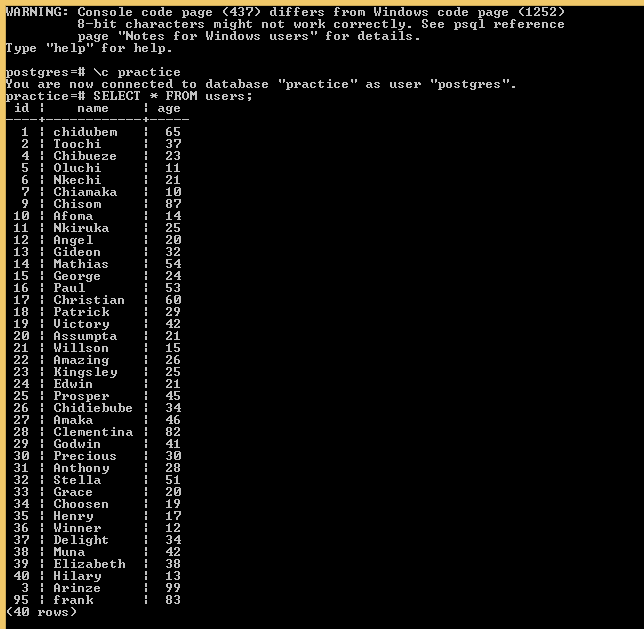 WARNING: Console code page (437) differs from Windows code page (1252)
         8-bit characters might not work correctly. See psql reference
         page "Notes for Windows users" for details.
Type "help" for help.

postgres=# \c practice
You are now connected to database "practice" as user "postgres".
practice=# SELECT * FROM users;
 id ¦    name    ¦ age
----+------------+-----
  1 ¦ chidubem   ¦  65
  2 ¦ Toochi     ¦  37
  4 ¦ Chibueze   ¦  23
  5 ¦ Oluchi     ¦  11
  6 ¦ Nkechi     ¦  21
  7 ¦ Chiamaka   ¦  10
  9 ¦ Chisom     ¦  87
 10 ¦ Afoma      ¦  14
 11 ¦ Nkiruka    ¦  25
 12 ¦ Angel      ¦  20
 13 ¦ Gideon     ¦  32
 14 ¦ Mathias    ¦  54
 15 ¦ George     ¦  24
 16 ¦ Paul       ¦  53
 17 ¦ Christian  ¦  60
 18 ¦ Patrick    ¦  29
 19 ¦ Victory    ¦  42
 20 ¦ Assumpta   ¦  21
 21 ¦ Willson    ¦  15
 22 ¦ Amazing    ¦  26
 23 ¦ Kingsley   ¦  25
 24 ¦ Edwin      ¦  21
 25 ¦ Prosper    ¦  45
 26 ¦ Chidiebube ¦  34
 27 ¦ Amaka      ¦  46
 28 ¦ Clementina ¦  82
 29 ¦ Godwin     ¦  41
 30 ¦ Precious   ¦  30
 31 ¦ Anthony    ¦  28
 32 ¦ Stella     ¦  51
 33 ¦ Grace      ¦  20
 34 ¦ Choosen    ¦  19
 35 ¦ Henry      ¦  17
 36 ¦ Winner     ¦  12
 37 ¦ Delight    ¦  34
 38 ¦ Muna       ¦  42
 39 ¦ Elizabeth  ¦  38
 40 ¦ Hilary     ¦  13
  3 ¦ Arinze     ¦  99
 95 ¦ frank      ¦  83
(40 rows)